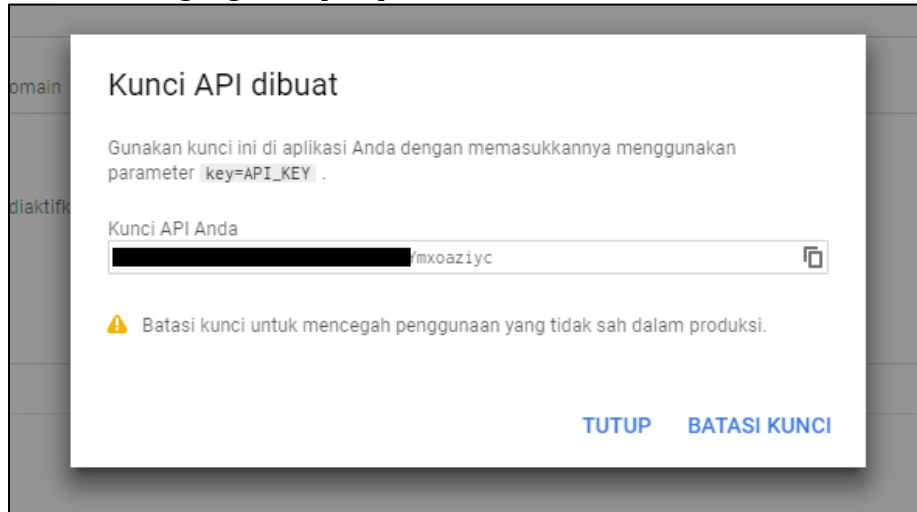 omain
Kunci API dibuat
Gunakan kunci ini di aplikasi Anda dengan memasukkannya menggunakan
parameter key=API_KEY .
diaktifk
Kunci API Anda
mxoaziyc
Batasi kunci untuk mencegah penggunaan yang tidak sah dalam produksi.
TUTUP BATASI KUNCI